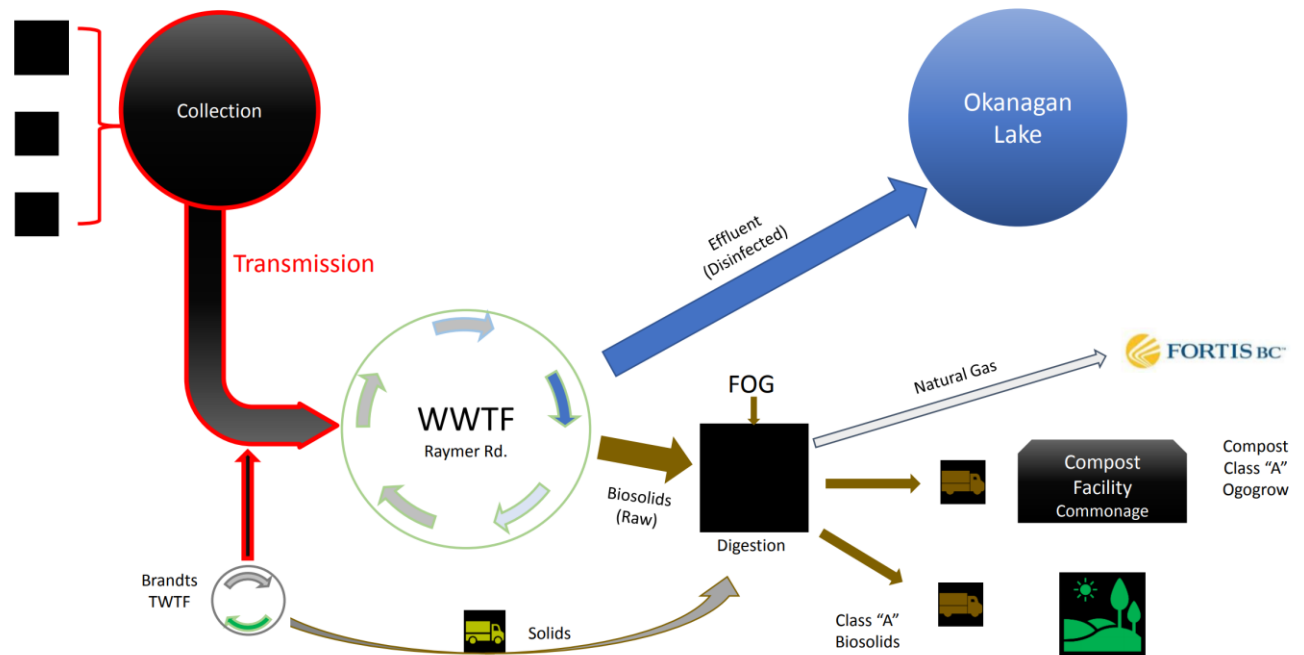 Collection
Okanagan
Lake
Transmission
Effluent
(Disinfected)
FORTIS BC™
Natural Gas
FOG
WWTF
Raymer Rd.
Compost
Facility
Commonage
Compost
Class “A”
Ogogrow
Biosolids
(Raw)
Digestion
Brandts
TWTF
Solids
Class “A”
Biosolids